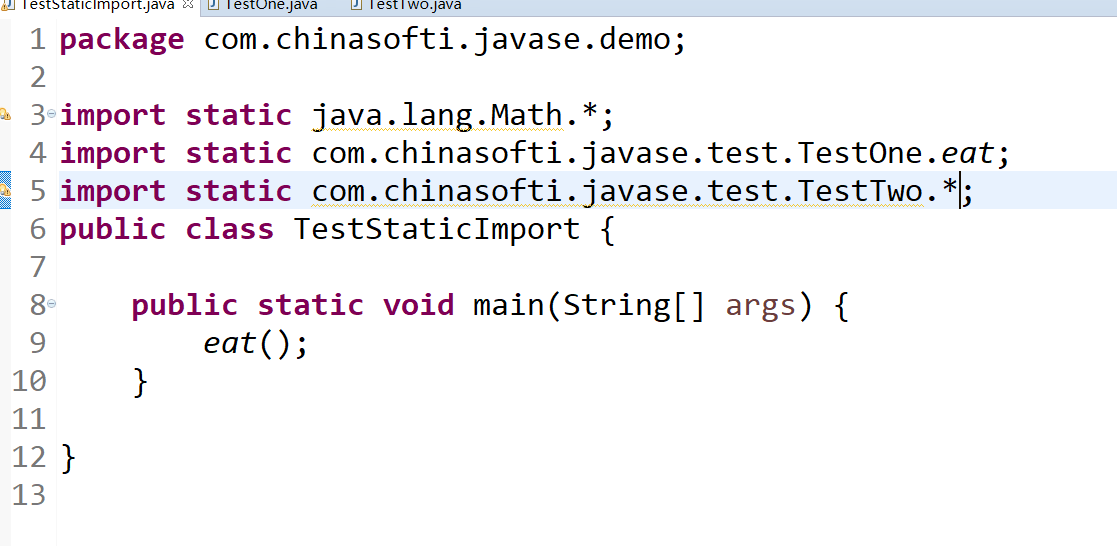 TestStaticImport.java TestOne.java TestTwo.java
1 package com.chinasofti.javase.demo;
2
3 import static java.lang.Math.*;
4 import static com.chinasofti.javase.test.TestOne.eat;
5 import static com.chinasofti.javase.test.TestTwo.*;
6 public class TestStaticImport {
7
8 public static void main(String[] args) {
9 eat();
10 }
11
12 }
13